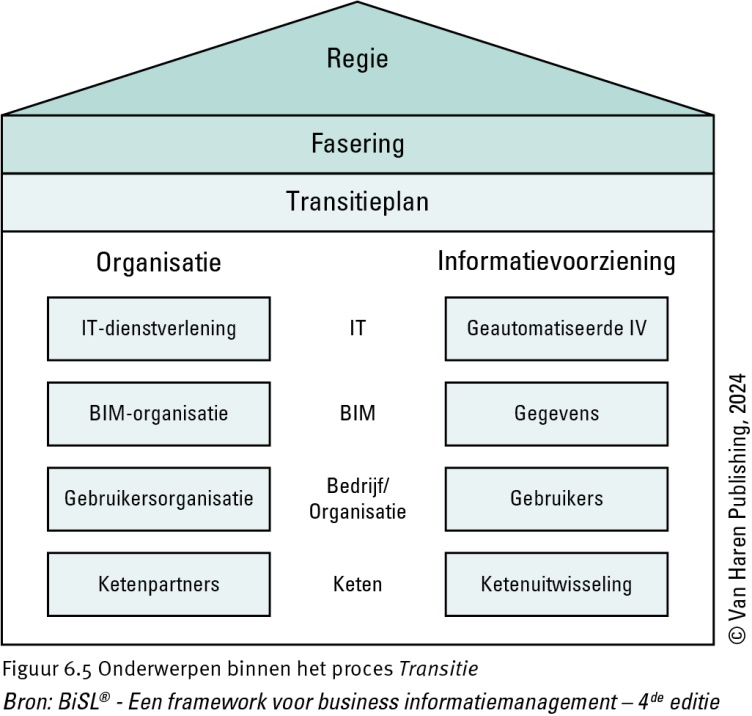 Regie
Fasering
Transitieplan
Organisatie
Informatievoorziening
IT-dienstverlening
IT
Geautomatiseerde IV
BIM-organisatie
BIM
Gegevens
Gebruikersorganisatie
Bedrijf/
Organisatie
Gebruikers
Ketenpartners
Keten
Ketenuitwisseling
© Van Haren Publishing, 2024
Figuur 6.5 Onderwerpen binnen het proces Transitie
Bron: BiSL® - Een framework voor business informatiemanagement – 4de editie